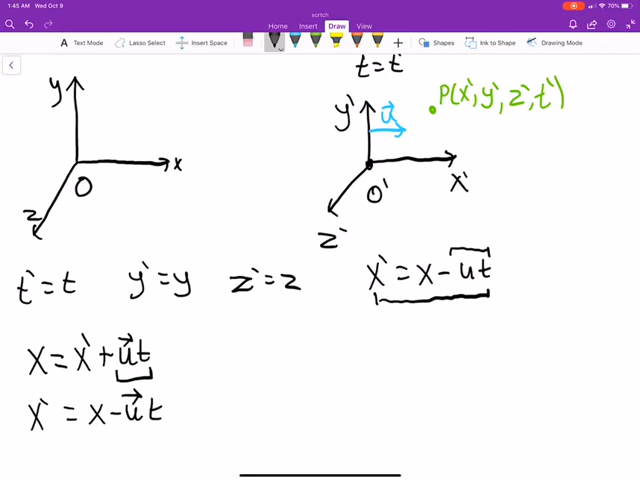 1:45 AM Wed Oct 9
70%
scrtch
Home Insert Draw View
Text Mode Lasso Select Insert Space Shapes Ink to Shape Drawing Mode
t = t`
y
x
z
O
y`
u⃗
P(x`, y`, z`, t`)
x`
O'
z`
t` = t y` = y z` = z x` = x - ut
x = x` + u⃗t
x` = x - u⃗t